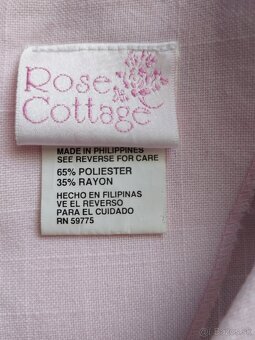 Rose
Cottage
MADE IN PHILIPPINES
SEE REVERSE FOR CARE
65% POLIESTER
35% RAYON
HECHO EN FILIPINAS
VE EL REVERSO
PARA EL CUIDADO
RN 59775